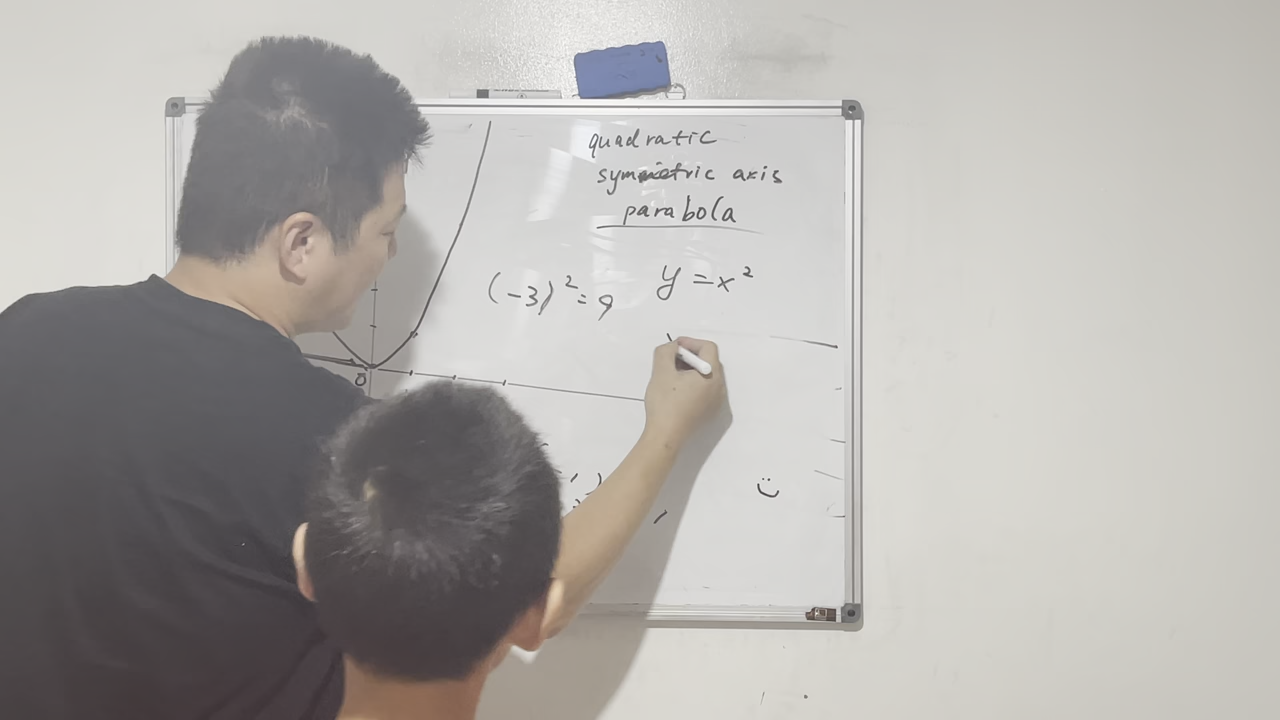 quadratic
symmetric axis
parabola
(-3)²=9
y=x²
0